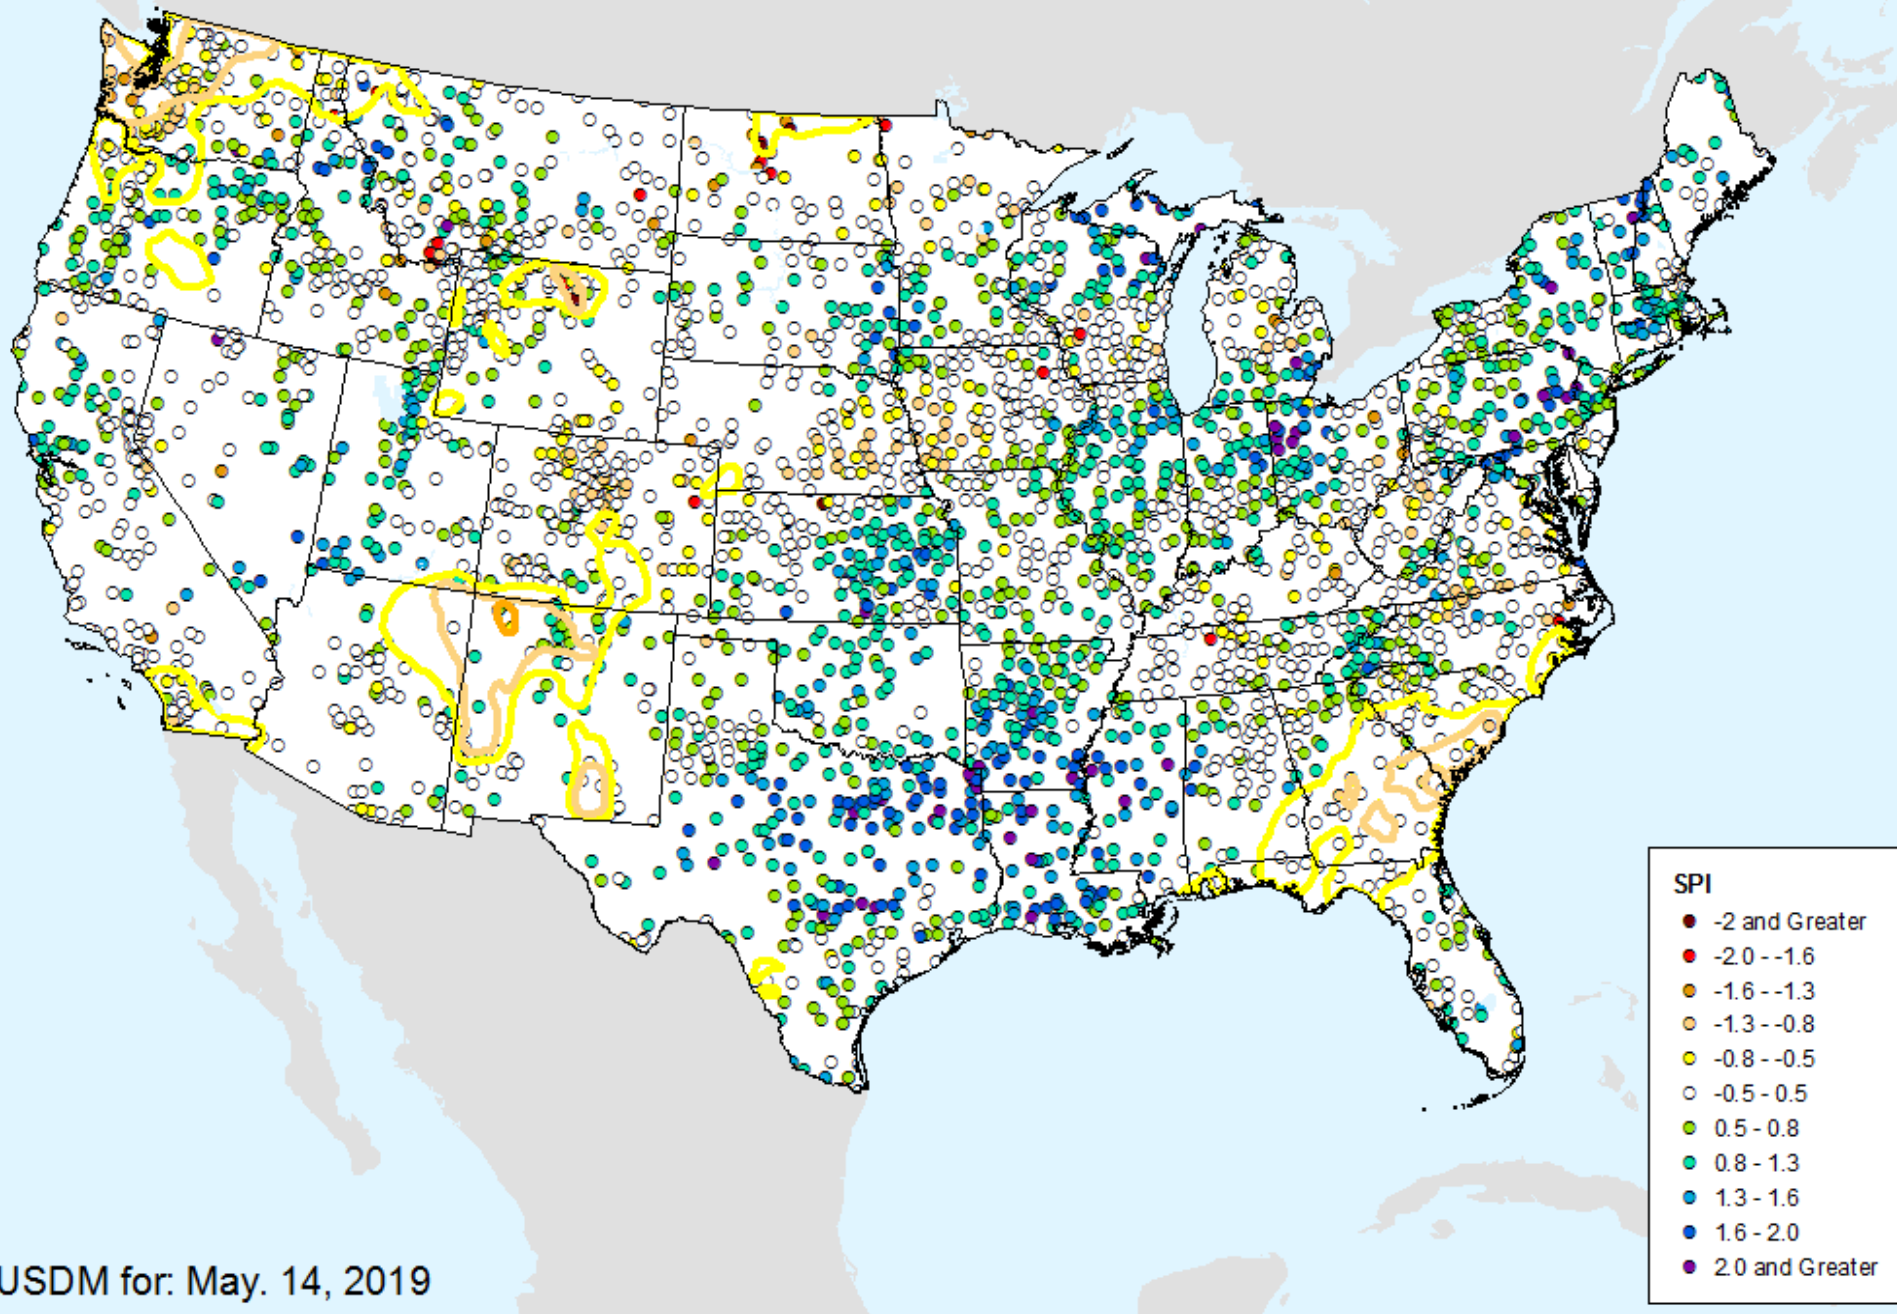 SPI
-2 and Greater
-2.0 - -1.6
-1.6 - -1.3
-1.3 - -0.8
-0.8 - -0.5
-0.5 - 0.5
0.5 - 0.8
0.8 - 1.3
1.3 - 1.6
1.6 - 2.0
2.0 and Greater
USDM for: May. 14, 2019